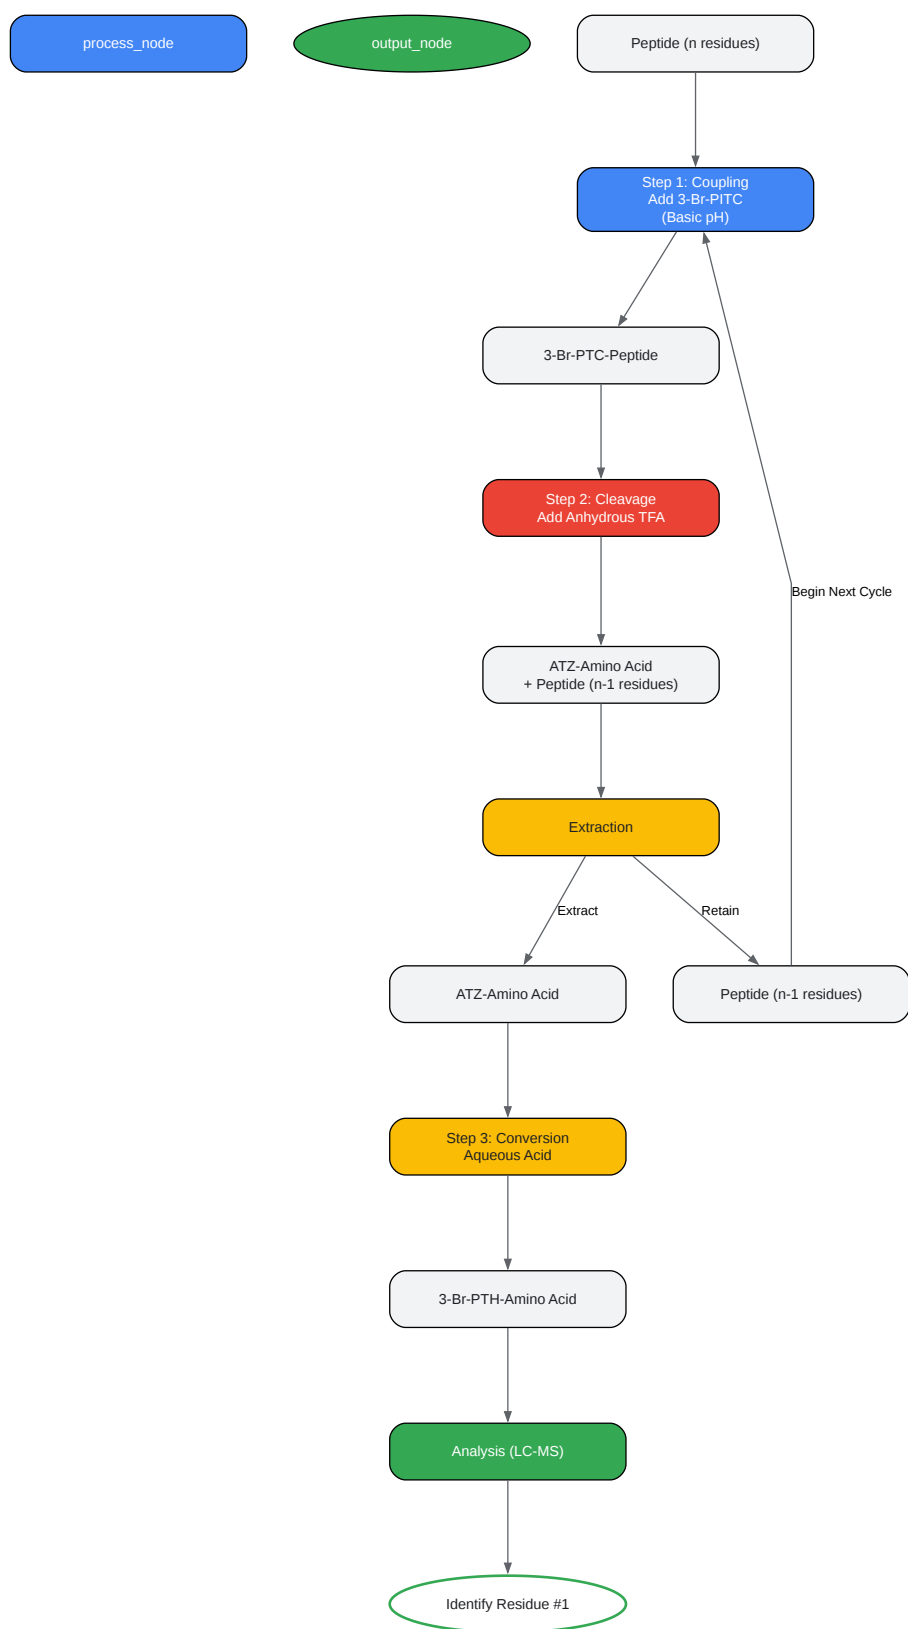 process_node
output_node
Peptide (n residues)
Step 1: Coupling
Add 3-Br-PITC
(Basic pH)
3-Br-PTC-Peptide
Step 2: Cleavage
Add Anhydrous TFA
Begin Next Cycle
ATZ-Amino Acid
+ Peptide (n-1 residues)
Extraction
Extract
Retain
ATZ-Amino Acid
Peptide (n-1 residues)
Step 3: Conversion
Aqueous Acid
3-Br-PTH-Amino Acid
Analysis (LC-MS)
Identify Residue #1